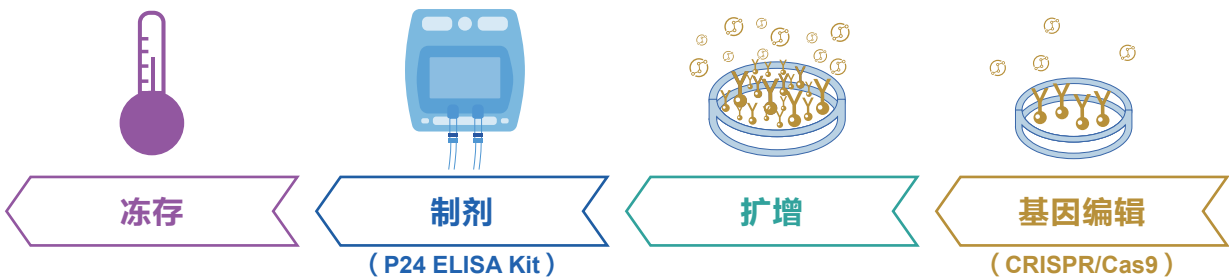 冻存
制剂
扩增
基因编辑
（P24 ELISA Kit）
（CRISPR/Cas9）